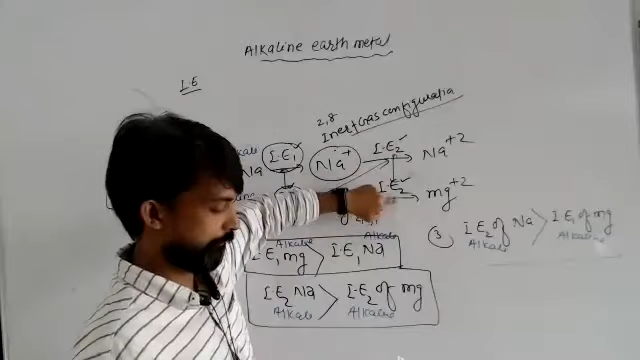 Alkaline earth metal
I.E
2,8
Inert Gas configuratia
I.E1 Na+ I.E2 Na+2
I.E2 mg+2
③ I.E2 of Na > I.E1 of mg
Alkali Alkaline
Alkaline Alkali
I.E1 mg > I.E1 Na
I.E2 Na > I.E2 of mg
Alkali Alkaline